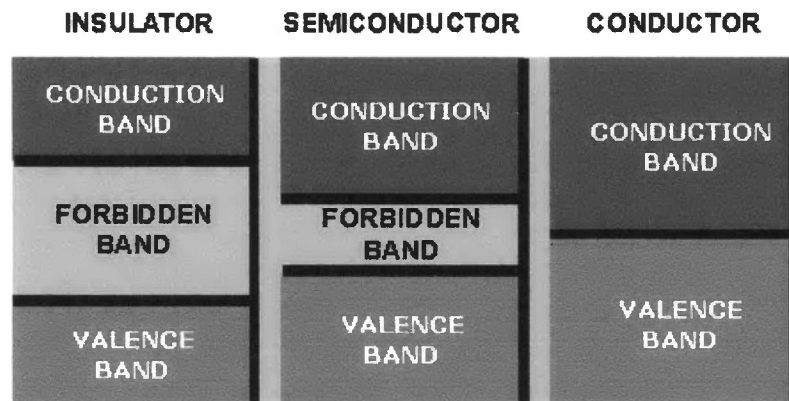 INSULATOR
CONDUCTION
BAND
FORBIDDEN
BAND
VALENCE
BAND
SEMICONDUCTOR
CONDUCTION
BAND
FORBIDDEN
BAND
VALENCE
BAND
CONDUCTOR
CONDUCTION
BAND
VALENCE
BAND